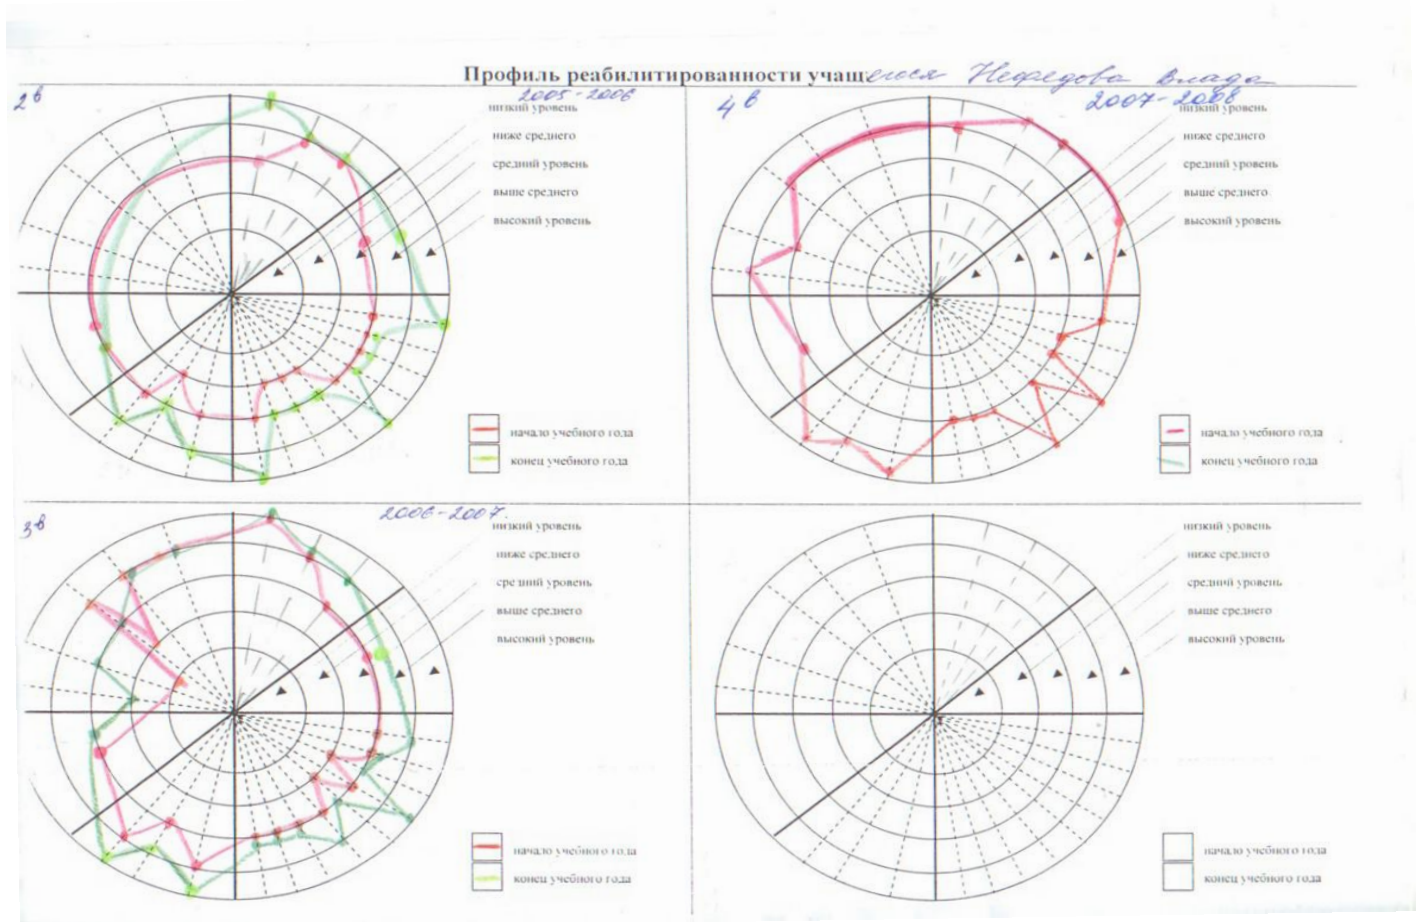 Профиль реабилитированности учащегося Нефедова Влада
2в
2005-2006
низкий уровень
ниже среднего
средний уровень
выше среднего
высокий уровень
начало учебного года
конец учебного года
4в
2007-2008
низкий уровень
ниже среднего
средний уровень
выше среднего
высокий уровень
начало учебного года
конец учебного года
3в
2006-2007.
низкий уровень
ниже среднего
средний уровень
выше среднего
высокий уровень
начало учебного года
конец учебного года
низкий уровень
ниже среднего
средний уровень
выше среднего
высокий уровень
начало учебного года
конец учебного года